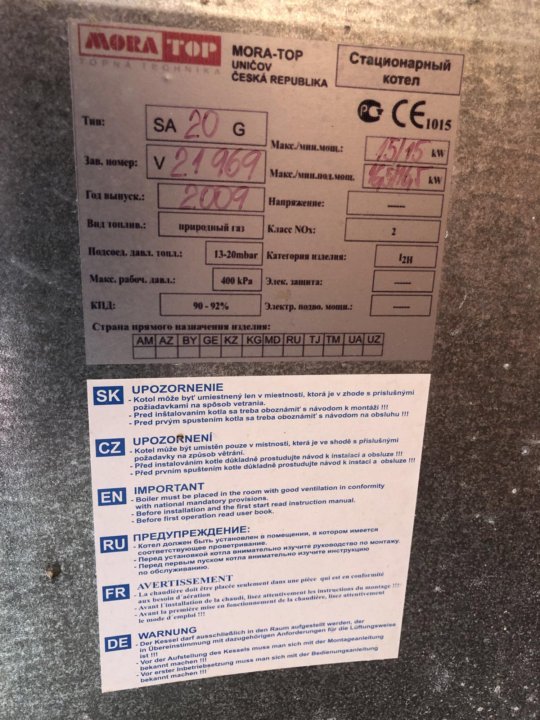 MORA TOP
TOPNÁ TECHNIKA
MORA-TOP
UNIČOV
ČESKÁ REPUBLIKA
Стационарный
котел
1015
Тип: SA 20 G
Макс./мин.мощ.: 15/15 kW
Зав. номер: V 21969
Макс./мин.под.мощ. 16,5/16,5 kW
Год выпуск.: 2009
Напряжение: -----
Вид топлив.: природный газ
Класс NOx: 2
Подсоед. давл. топл.: 13-20mbar
Категория изделия: I2H
Макс. рабоч. давл.: 400 kPa
Элек. защита: -----
КПД: 90 - 92%
Электр. подво. мощн.: -----
Страна прямого назначения изделия:
AM AZ BY GE KZ KG MD RU TJ TM UA UZ
SK UPOZORNENIE
- Kotol môže byť umiestnený len v miestnosti, ktorá je v zhode s príslušnými
požiadavkami na spôsob vetrania.
- Pred inštalovaním kotla sa treba oboznámiť s návodom k montáži !!!
- Pred prvým spustením kotla sa treba oboznámiť s návodom na obsluhu !!!
CZ UPOZORNENÍ
- Kotel může být umístěn pouze v místnosti, která je ve shodě s příslušnými
požadavky na způsob větrání.
- Před instalováním kotle důkladně prostudujte návod k instalaci !!!
- Před prvním spuštením kotle důkladně prostudujte návod k instaci a obsluze !!!
EN IMPORTANT
- Boiler must be placed in the room with good ventilation in conformity
with national mandatory provisions.
- Before installation and the first start read instruction manual.
- Before first operation read user book.
RU ПРЕДУПРЕЖДЕНИЕ:
- Котел должен быть установлен в помещении, в котором имеется
соответствующее проветривание.
- Перед установкой котла внимательно изучите руководство по монтажу.
- Перед первым пуском котла внимательно изучите инструкцию
по обслуживанию.
FR AVERTISSEMENT
- La chaudière doit être placée seulement dans une pièce qui est en conformité
aux besoin d´aération
- Avant l´installation de la chaudi, lisez attentivement les instructions du montage !!!
- Avant la première mise en fonctionnement de la chaudière, lisez attentivement
le mode d´emploi !!!
DE WARNUNG
- Der Kessel darf ausschließlich in den Raum aufgestellt werden, der
in Übereinstimmung mit dazugehörigen Anforderungen für die Lüftungsweise
ist !!!
- Vor der Aufstellung des Kessels muss man sich mit der Montageanleitung
bekannt machen !!!
- Vor erster Inbetriebsetzung muss man sich mit der Bedienungsanleitung
bekannt machen !!!